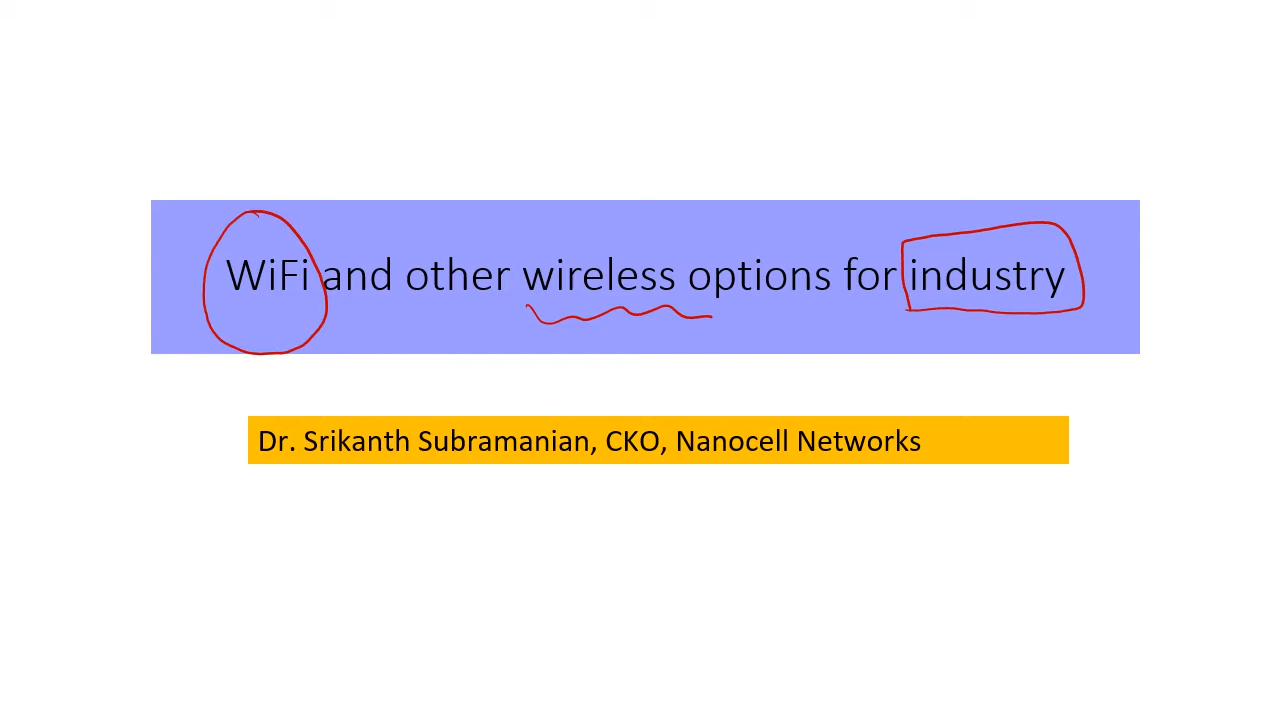 WiFi and other wireless options for industry
Dr. Srikanth Subramanian, CKO, Nanocell Networks